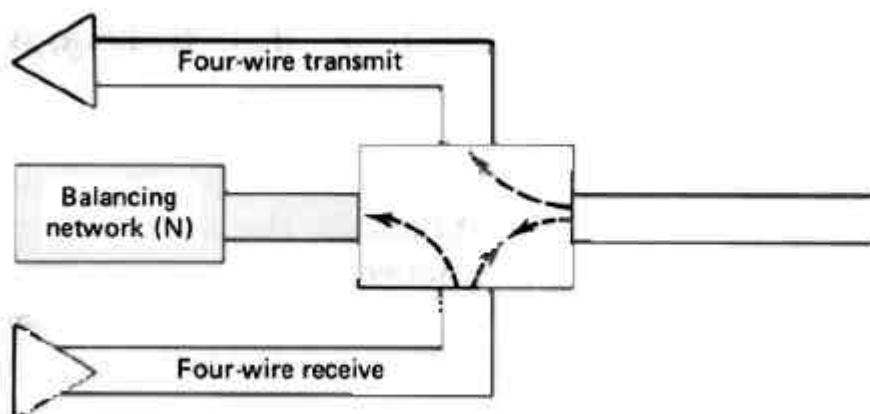 Four-wire transmit
Balancing
network (N)
Four-wire receive